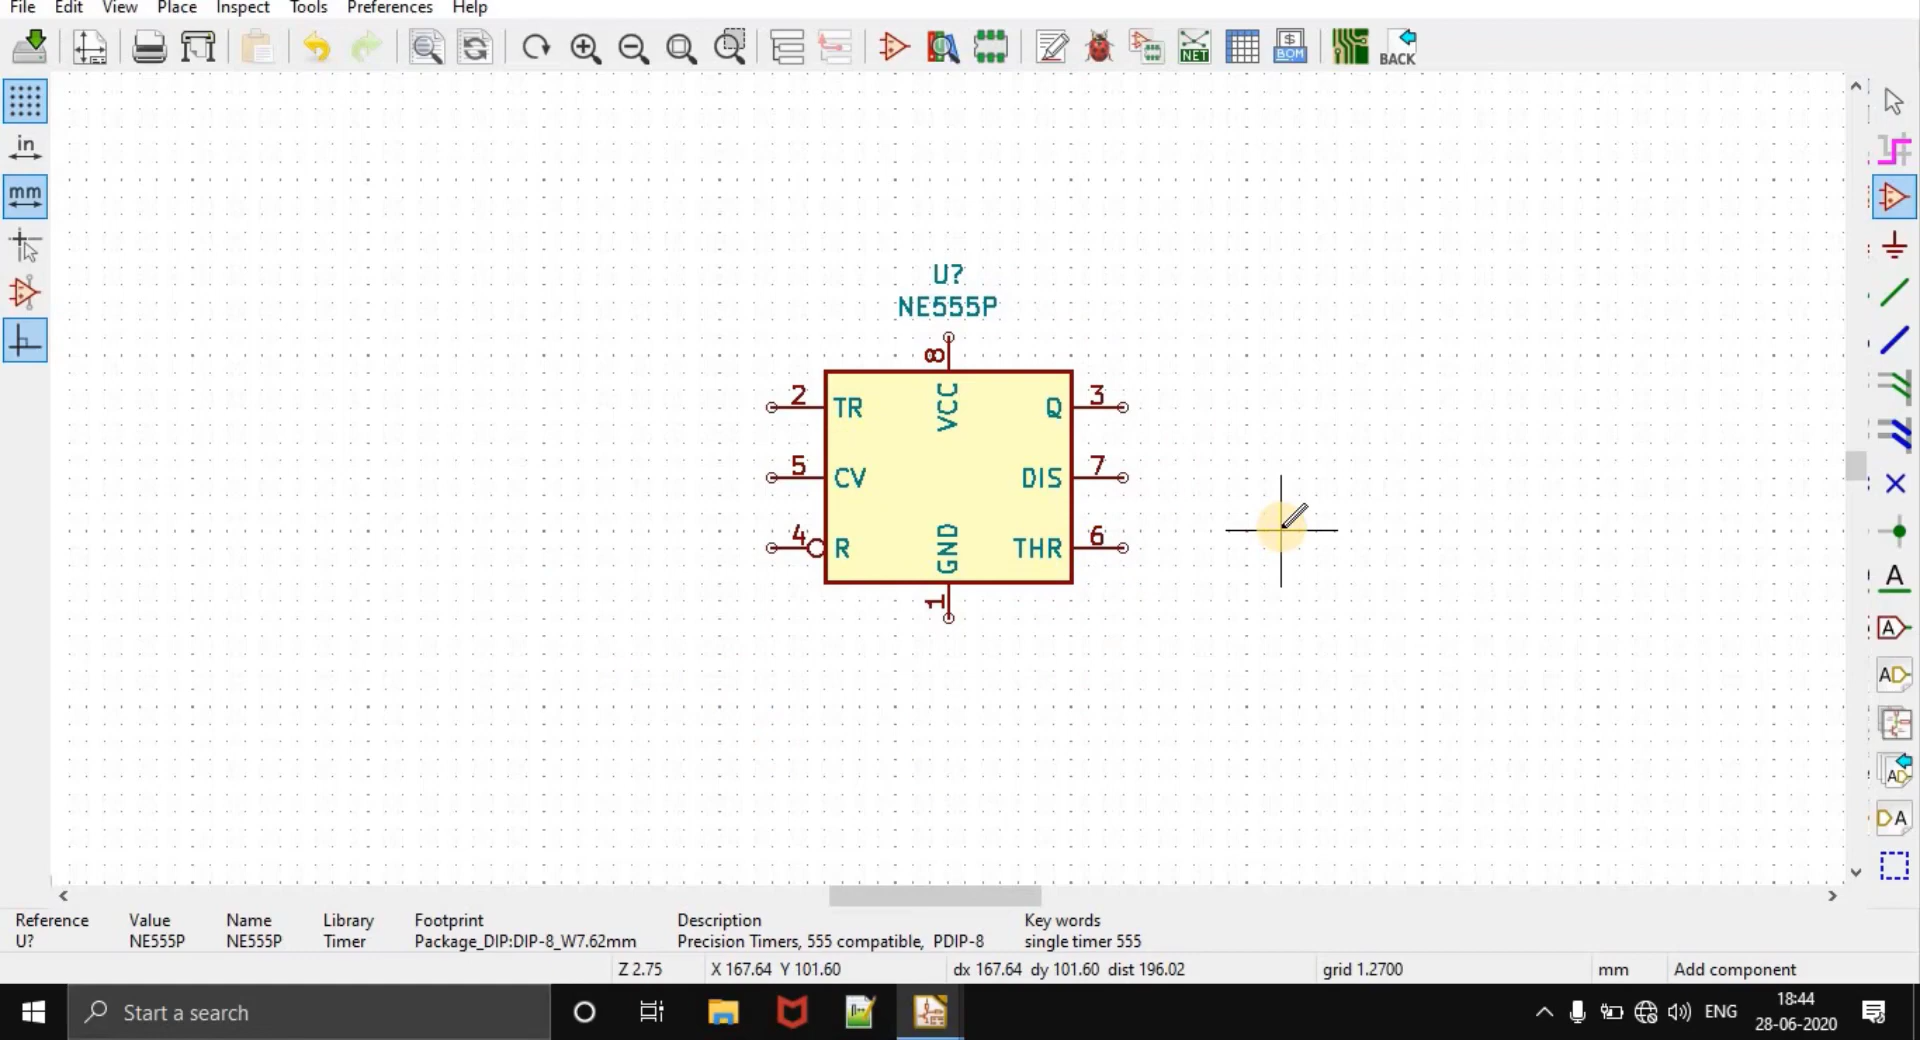 File Edit View Place Inspect Tools Preferences Help
NET
$
BOM
BACK
in
mm
U?
NE555P
8
2 TR VCC Q 3
5 CV DIS 7
4 R GND THR 6
1
A
A
AD
AD
DA
Reference Value Name Library Footprint Description Key words
U? NE555P NE555P Timer Package_DIP:DIP-8_W7.62mm Precision Timers, 555 compatible, PDIP-8 single timer 555
Z 2.75 X 167.64 Y 101.60 dx 167.64 dy 101.60 dist 196.02 grid 1.2700 mm Add component
Start a search
ENG
18:44
28-06-2020